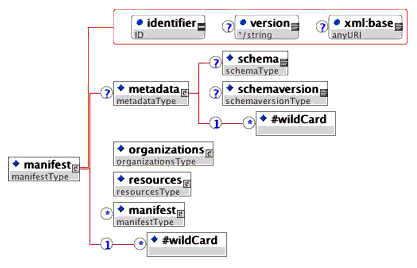 identifier
ID
? version
*/string
? xml:base
anyURI
? metadata
metadataType
? schema
schemaType
? schemaversion
schemaversionType
1 * #wildCard
organizations
organizationsType
resources
resourcesType
manifest
manifestType
* manifest
manifestType
1 * #wildCard